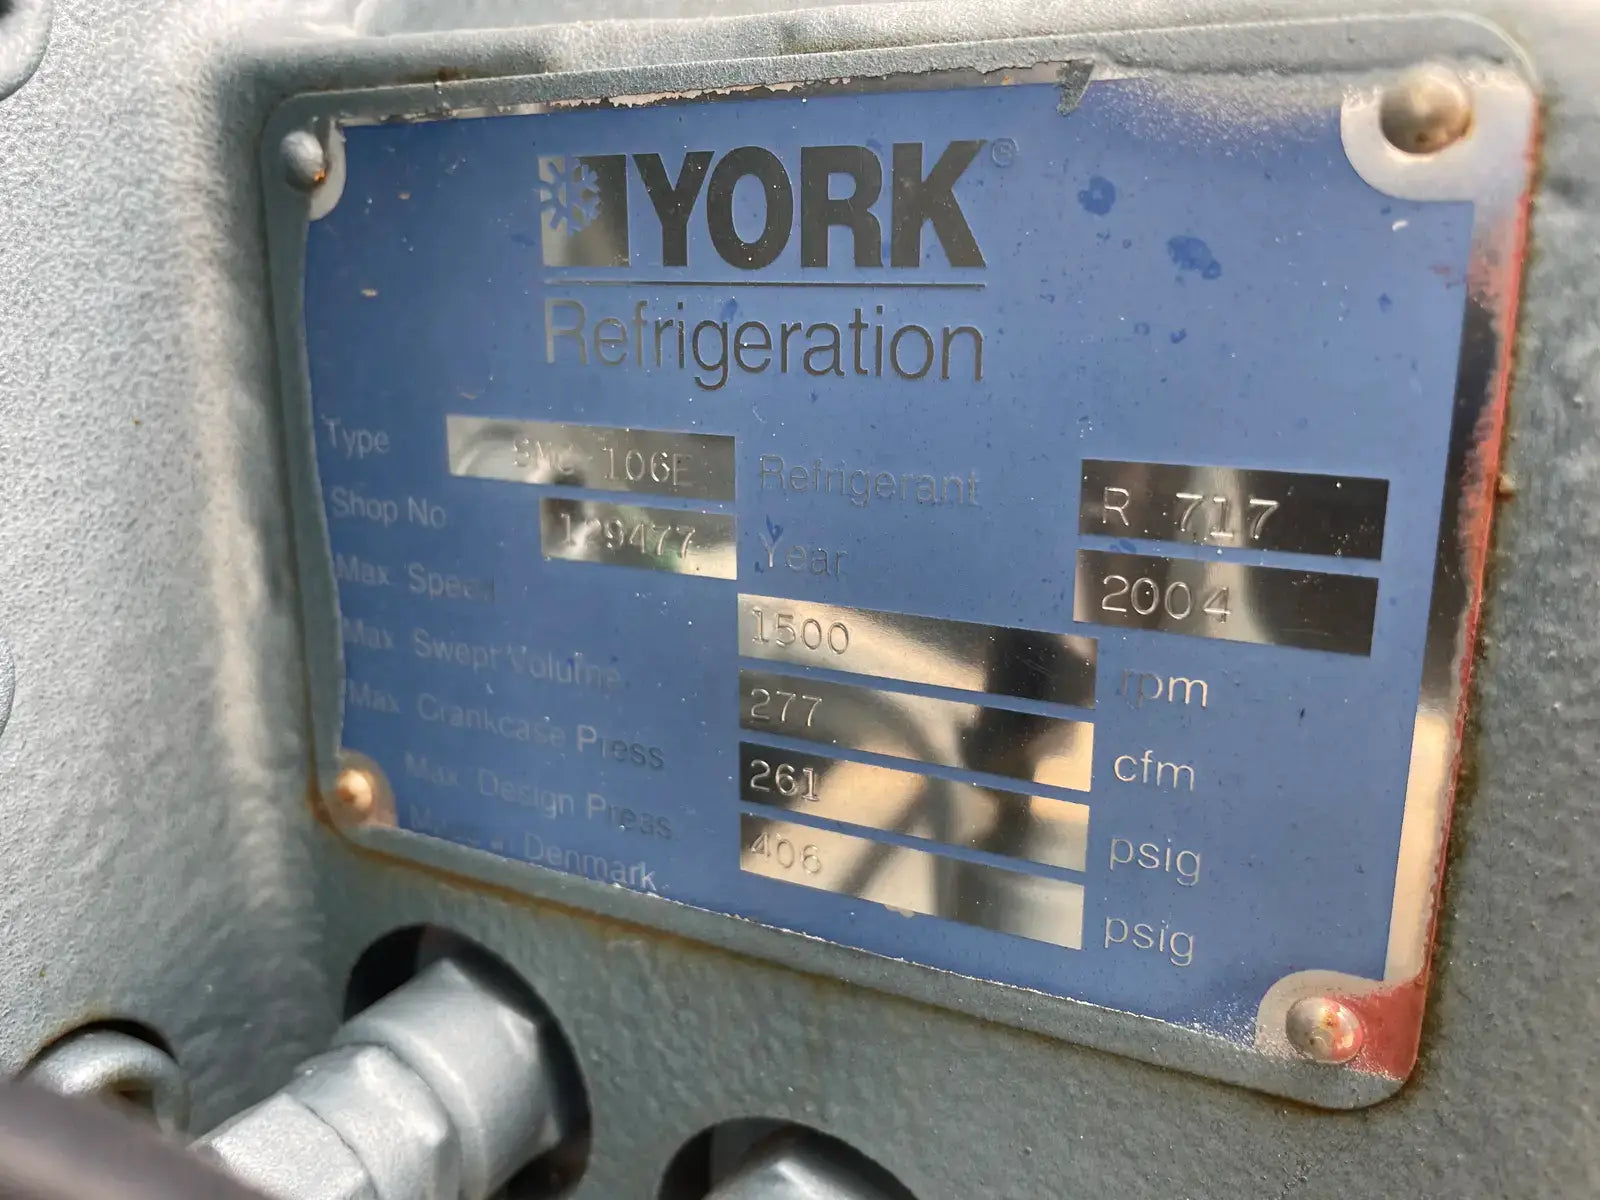 YORK®
Refrigeration
Type SMC 106E Refrigerant R 717
Shop No 129477 Year 2004
Max Speed 1500 rpm
Max Swept Volume 277 cfm
Max Crankcase Press 261 psig
Max Design Press 406 psig
Denmark